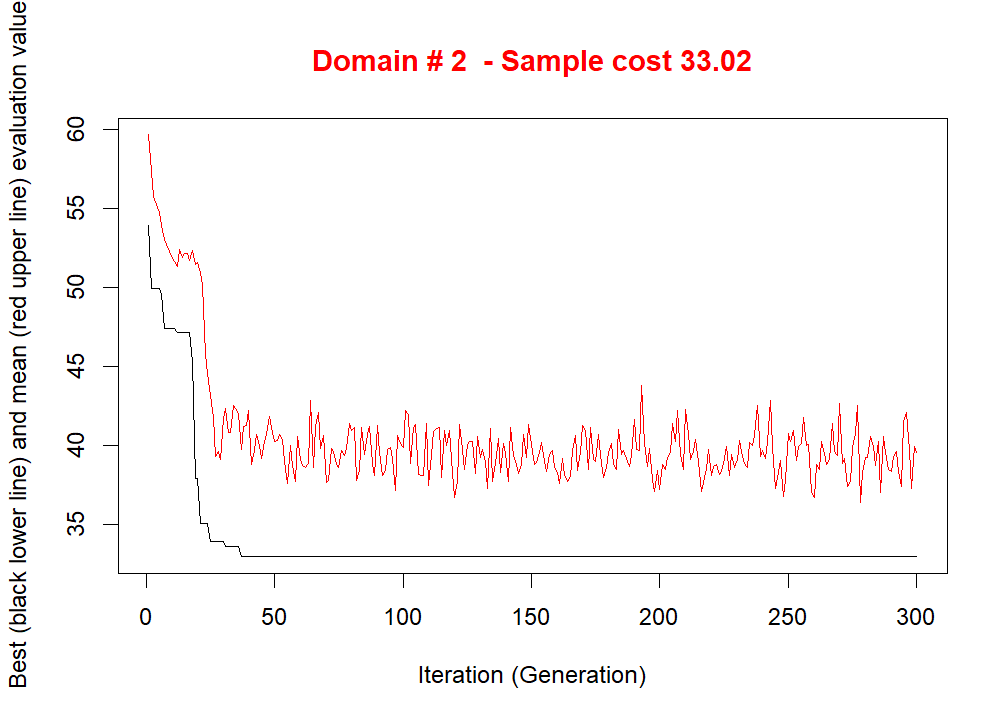 Domain # 2  - Sample cost 33.02
Best (black lower line) and mean (red upper line) evaluation value
60
55
50
45
40
35
0 50 100 150 200 250 300
Iteration (Generation)